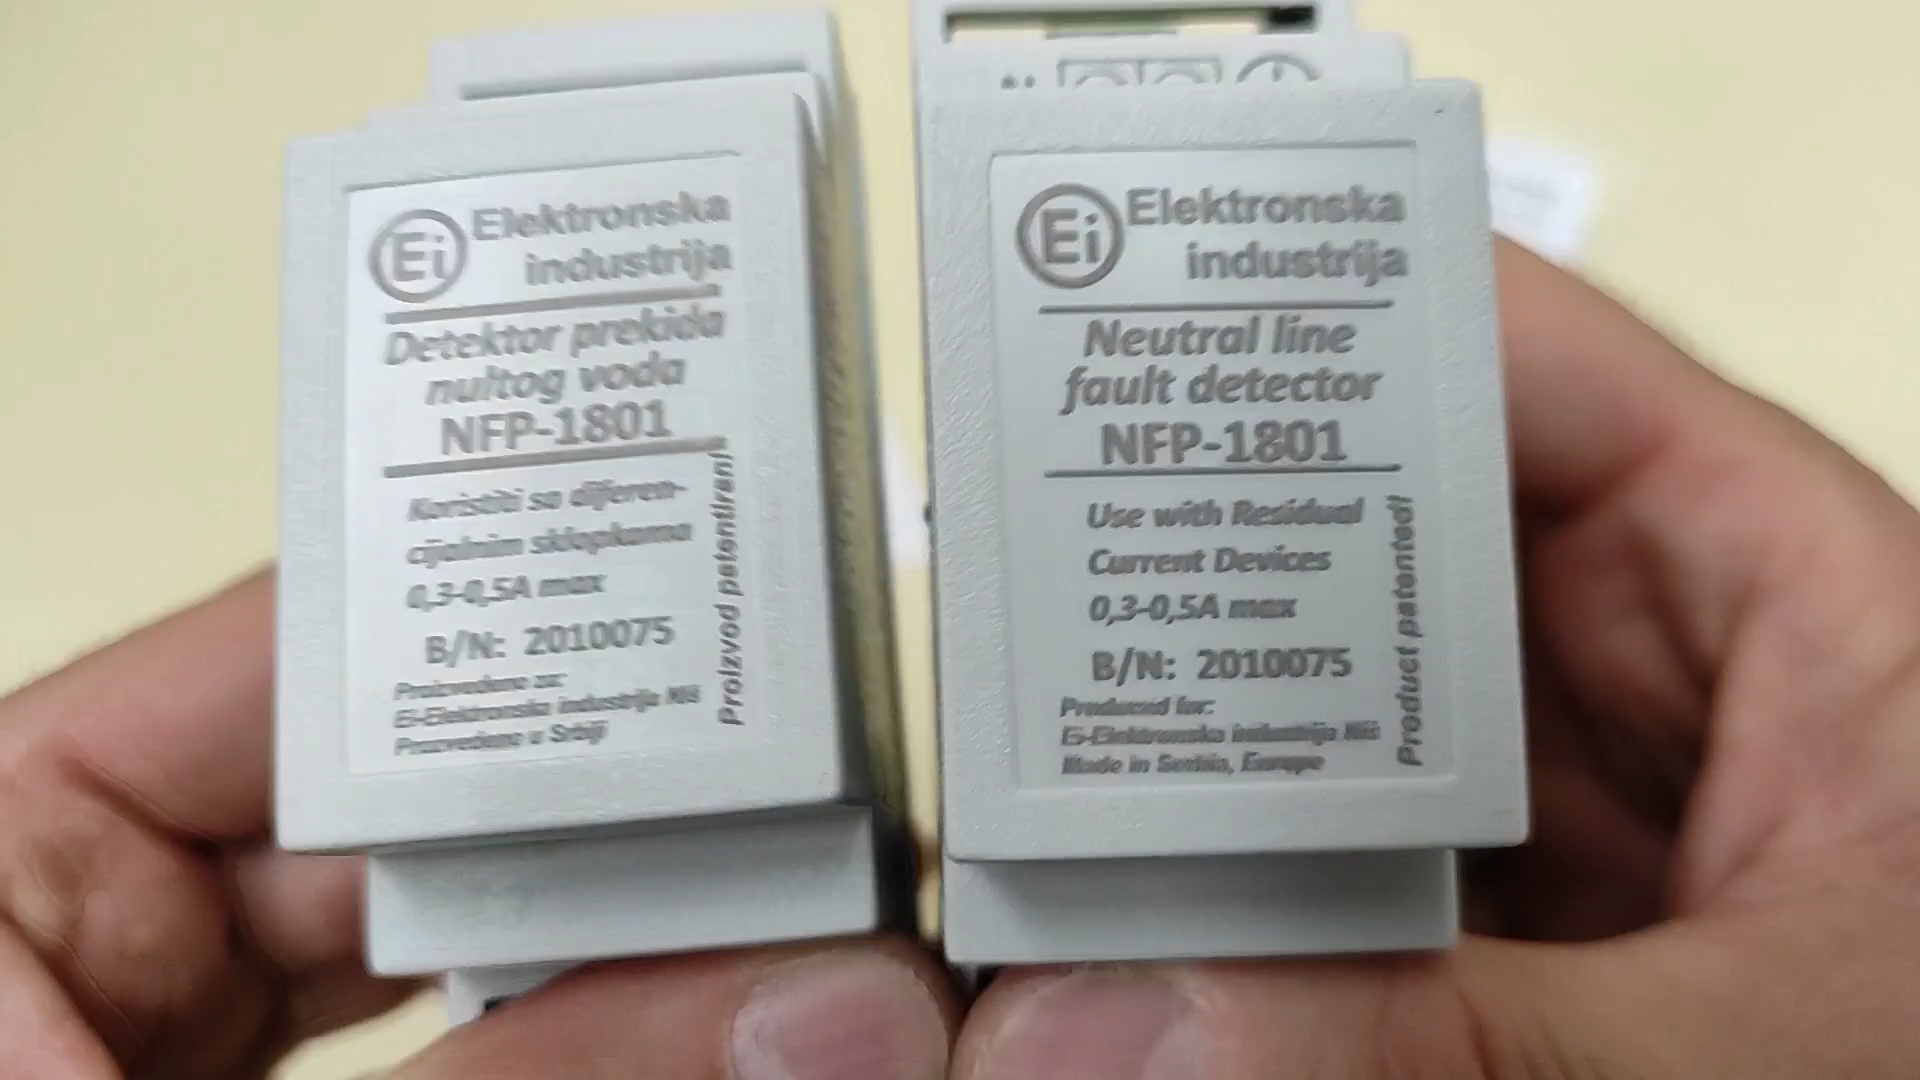 Ei Elektronska
industrija
Detektor prekida
nultog voda
NFP-1801
Koristiti sa diferen-
cijalnim sklopkama
0,3-0,5A max
B/N: 2010075
Proizvedeno za:
Ei-Elektronska industrija Niš
Proizvedeno u Srbiji
Proizvod patentiran!
N
Ei Elektronska
industrija
Neutral line
fault detector
NFP-1801
Use with Residual
Current Devices
0,3-0,5A max
B/N: 2010075
Produced for:
Ei-Elektronska industrija Niš
Made in Serbia, Europe
Product patented!